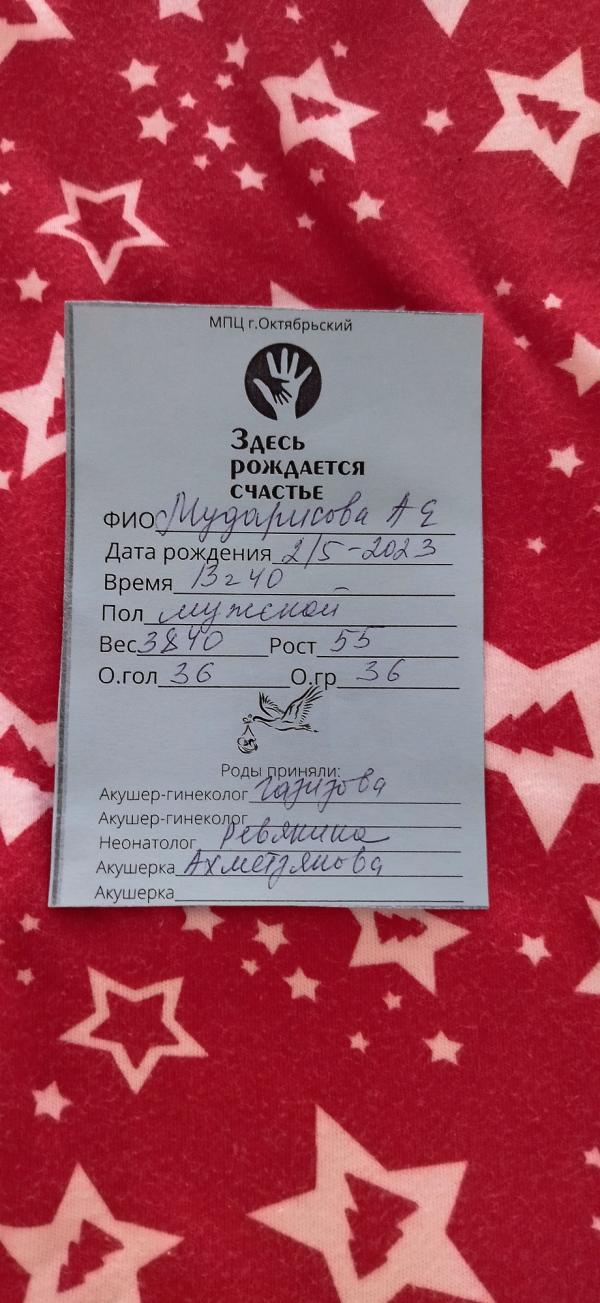 МПЦ г.Октябрьский
Здесь
рождается
счастье
ФИО Мударисова А Е
Дата рождения 2/5-2023
Время 13 ч 40
Пол мужской
Вес 3840 Рост 55
О.гол 36 О.гр 36
Роды приняли:
Акушер-гинеколог Газизова
Акушер-гинеколог
Неонатолог Ревякина
Акушерка Ахметзянова
Акушерка